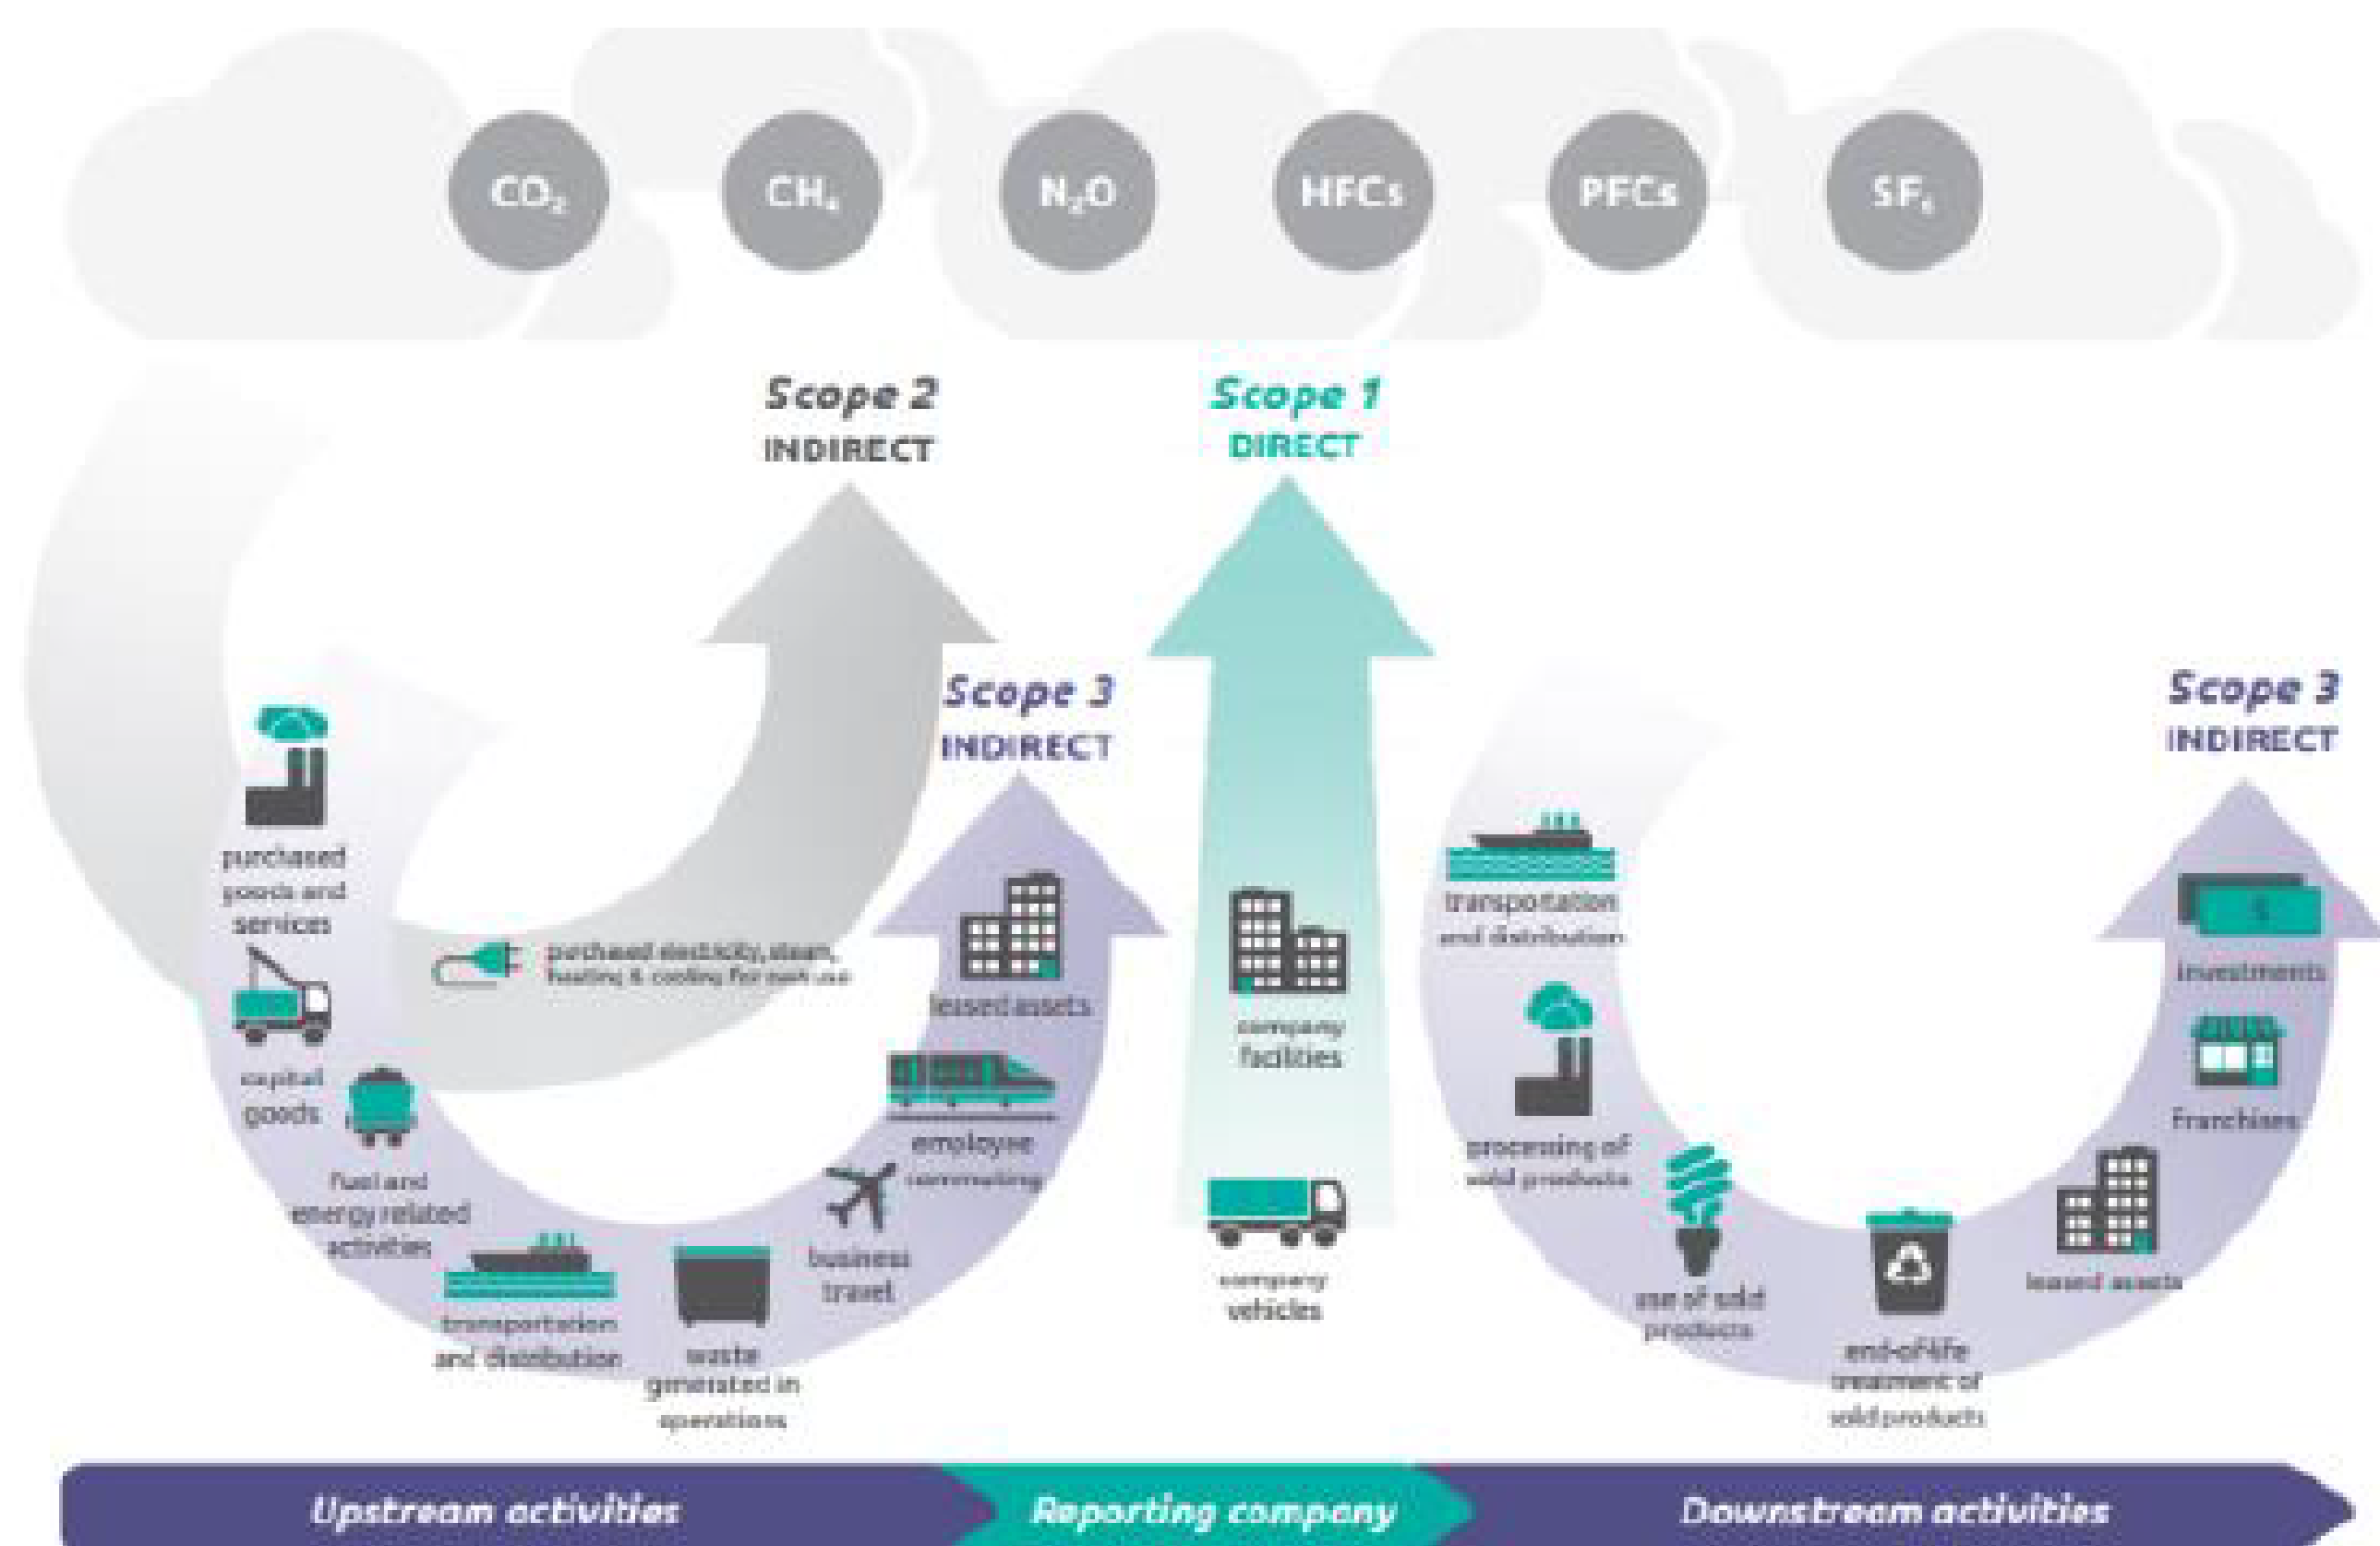 CO₂
CH₄
N₂O
HFCs
PFCs
SF₆
Scope 2
INDIRECT
Scope 1
DIRECT
Scope 3
INDIRECT
Scope 3
INDIRECT
purchased
goods and
services
capital
goods
fuel and
energy related
activities
transportation
and distribution
waste
generated in
operations
business
travel
employee
commuting
leased assets
purchased electricity, steam,
heating & cooling for own use
company
facilities
company
vehicles
transportation
and distribution
processing of
sold products
use of sold
products
end-of-life
treatment of
sold products
leased assets
Franchises
investments
$
Upstream activities
Reporting company
Downstream activities